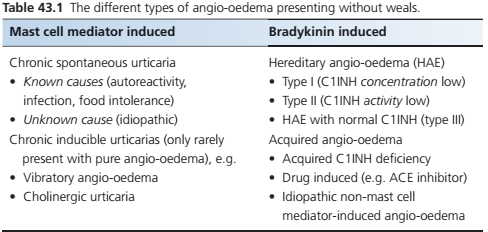 Table 43.1 The different types of angio-oedema presenting without weals.
Mast cell mediator induced
Chronic spontaneous urticaria
• Known causes (autoreactivity,
infection, food intolerance)
• Unknown cause (idiopathic)
Chronic inducible urticarias (only rarely
present with pure angio-oedema), e.g.
• Vibratory angio-oedema
• Cholinergic urticaria
Bradykinin induced
Hereditary angio-oedema (HAE)
• Type I (C1INH concentration low)
• Type II (C1INH activity low)
• HAE with normal C1INH (type III)
Acquired angio-oedema
• Acquired C1INH deficiency
• Drug induced (e.g. ACE inhibitor)
• Idiopathic non-mast cell
mediator-induced angio-oedema